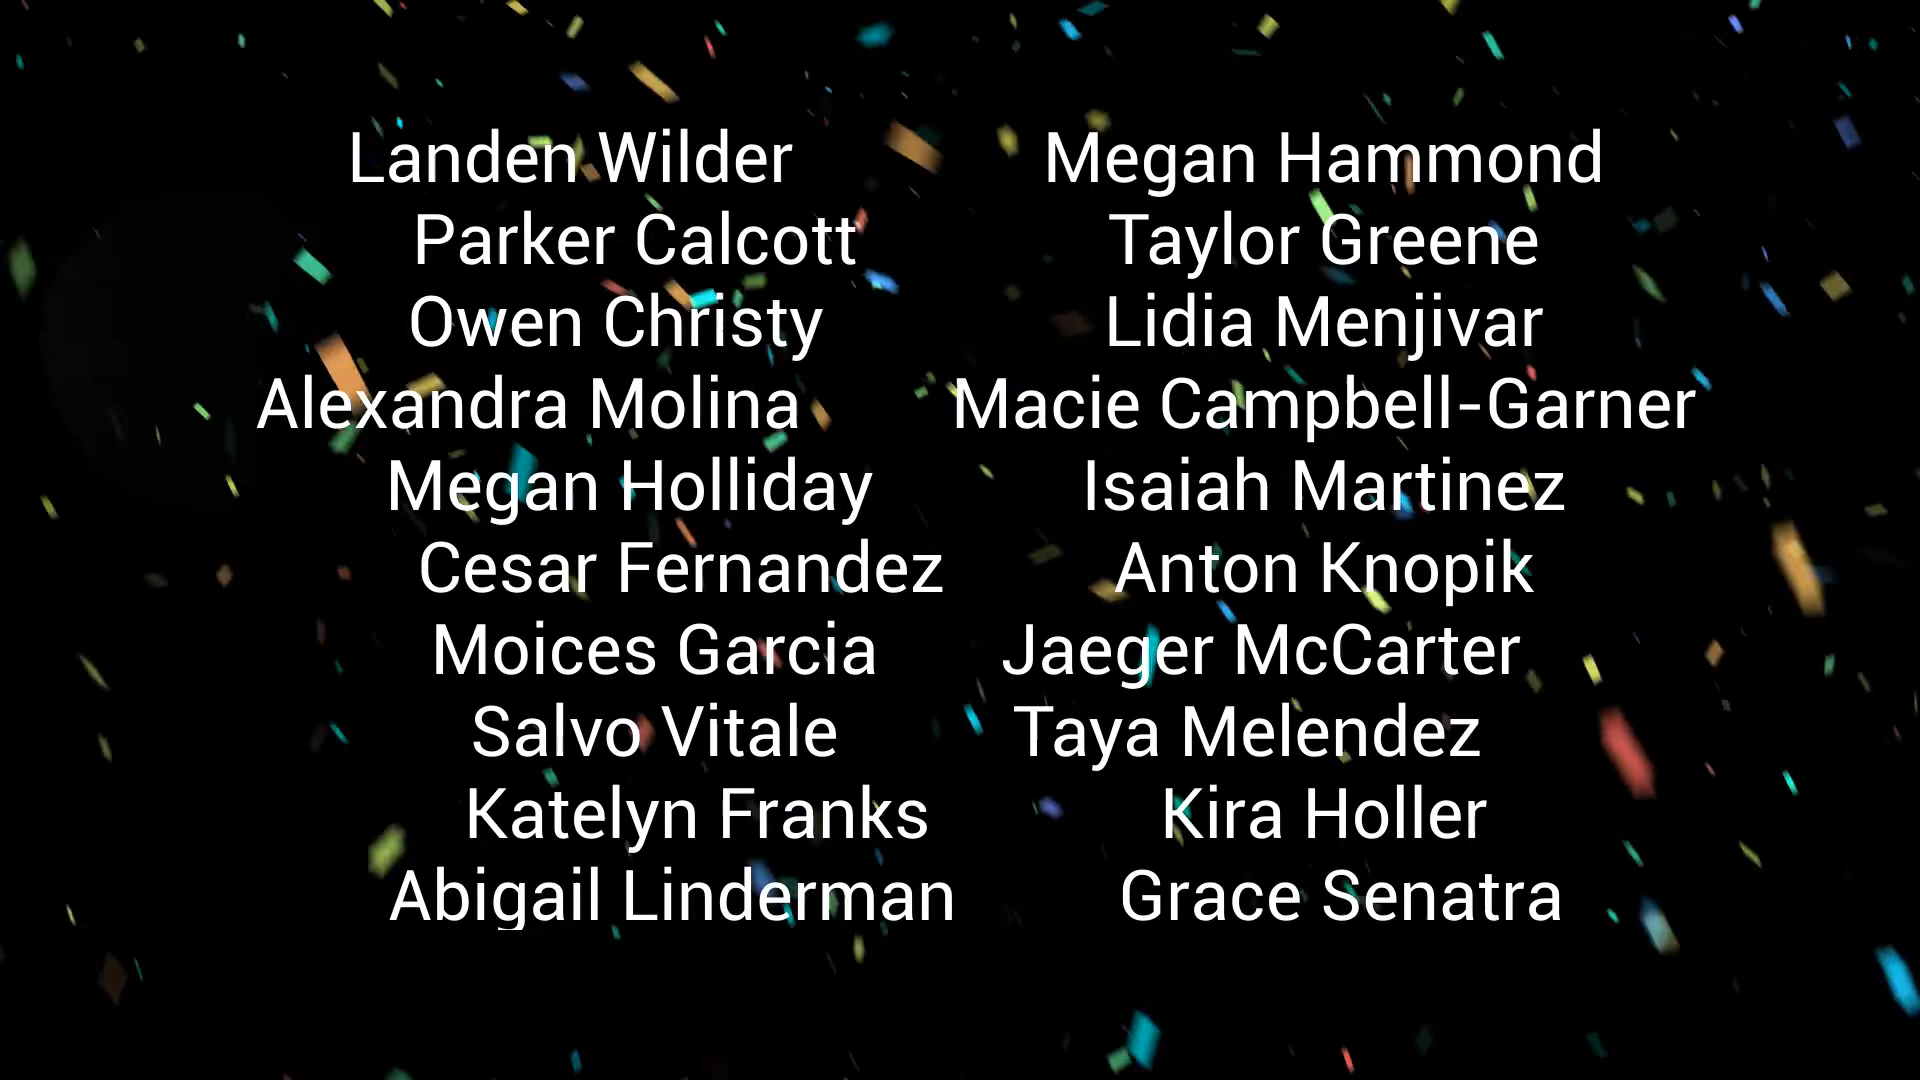 Landen Wilder Megan Hammond
Parker Calcott Taylor Greene
Owen Christy Lidia Menjivar
Alexandra Molina Macie Campbell-Garner
Megan Holliday Isaiah Martinez
Cesar Fernandez Anton Knopik
Moices Garcia Jaeger McCarter
Salvo Vitale Taya Melendez
Katelyn Franks Kira Holler
Abigail Linderman Grace Senatra